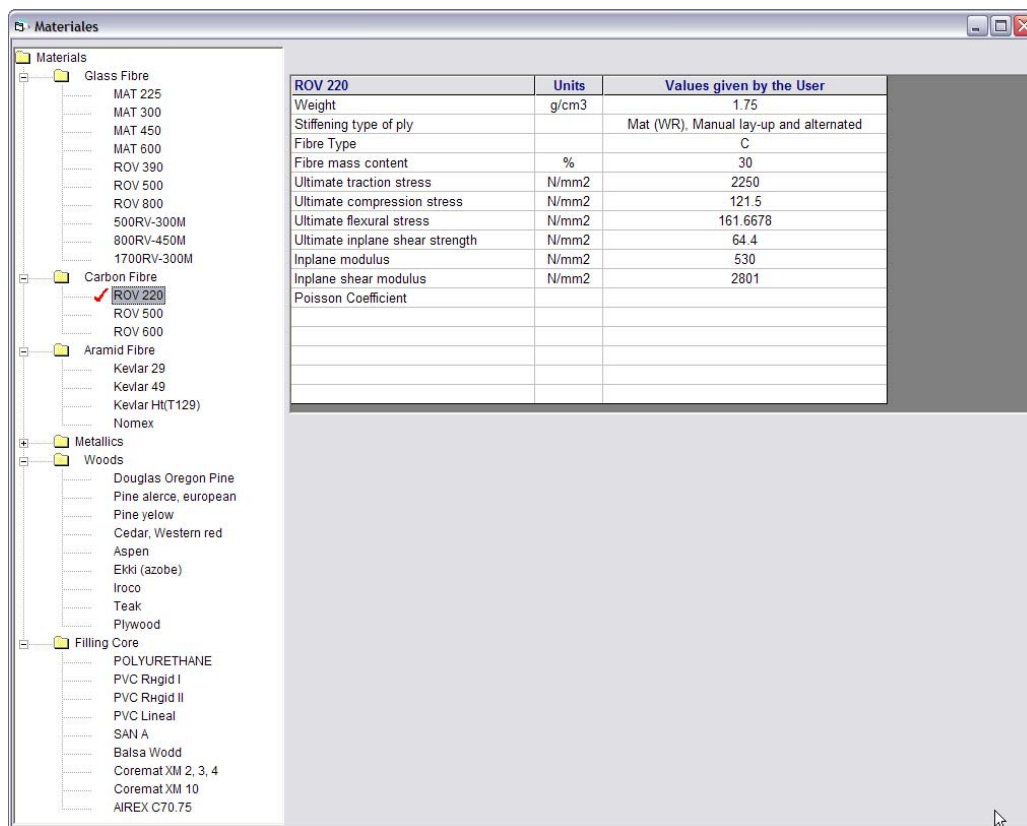 Materiales
Materials
Glass Fibre
MAT 225
MAT 300
MAT 450
MAT 600
ROV 390
ROV 500
ROV 800
500RV-300M
800RV-450M
1700RV-300M
Carbon Fibre
ROV 220
ROV 500
ROV 600
Aramid Fibre
Kevlar 29
Kevlar 49
Kevlar Ht(T129)
Nomex
Metallics
Woods
Douglas Oregon Pine
Pine alerce, european
Pine yelow
Cedar, Western red
Aspen
Ekki (azobe)
Iroco
Teak
Plywood
Filling Core
POLYURETHANE
PVC Rнgid I
PVC Rнgid II
PVC Lineal
SAN A
Balsa Wodd
Coremat XM 2, 3, 4
Coremat XM 10
AIREX C70.75
ROV 220 Units Values given by the User
Weight g/cm3 1.75
Stiffening type of ply Mat (WR), Manual lay-up and alternated
Fibre Type C
Fibre mass content % 30
Ultimate traction stress N/mm2 2250
Ultimate compression stress N/mm2 121.5
Ultimate flexural stress N/mm2 161.6678
Ultimate inplane shear strength N/mm2 64.4
Inplane modulus N/mm2 530
Inplane shear modulus N/mm2 2801
Poisson Coefficient